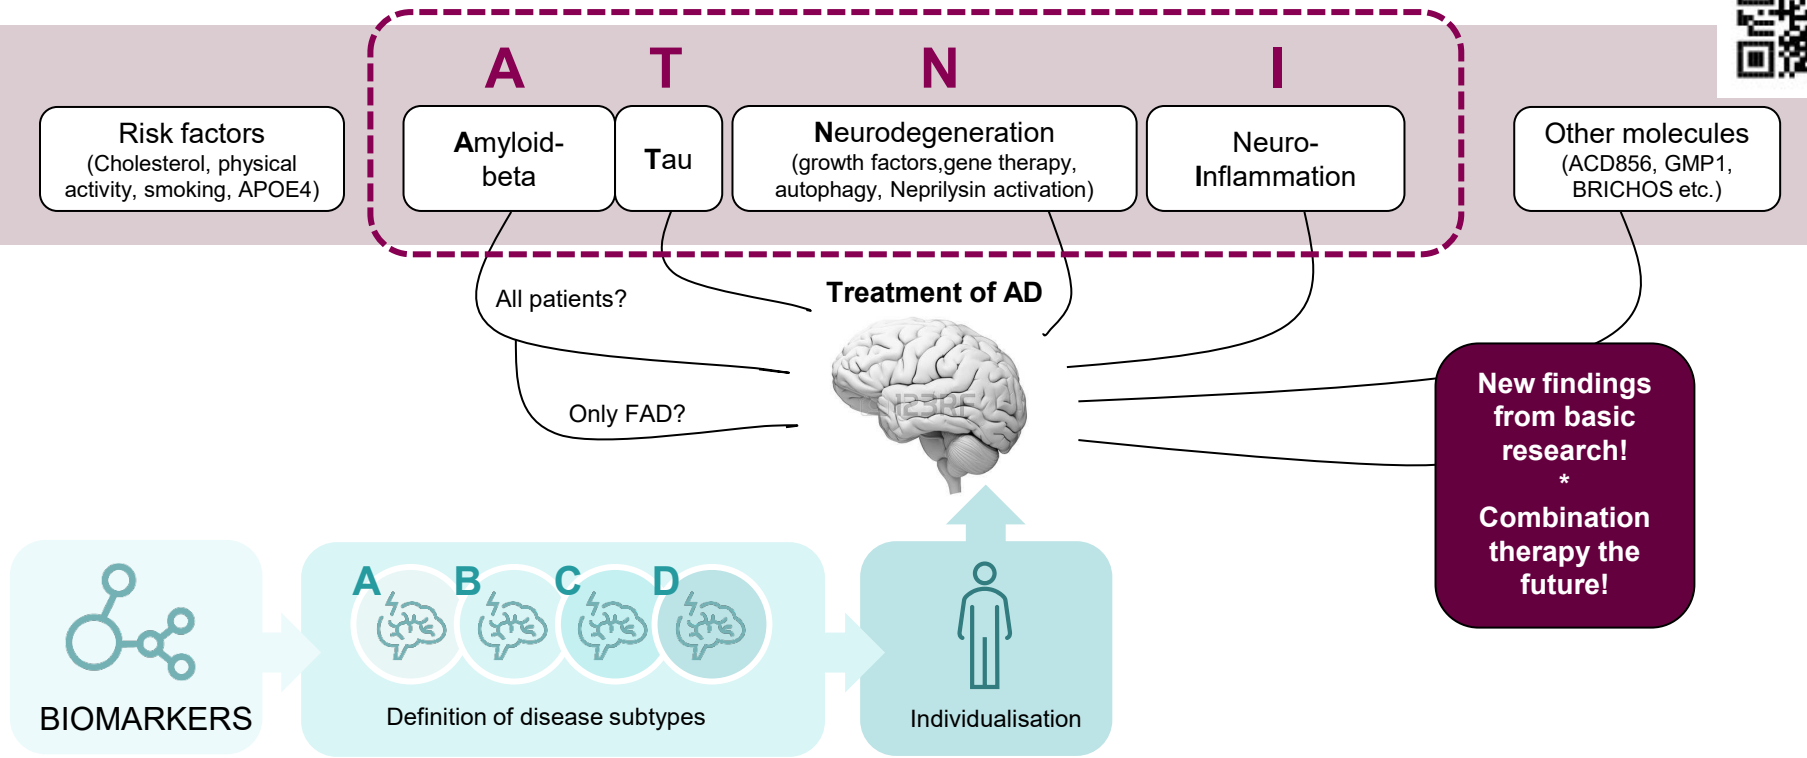 A T N I
Risk factors
(Cholesterol, physical
activity, smoking, APOE4)
Amyloid-
beta
Tau
Neurodegeneration
(growth factors,gene therapy,
autophagy, Neprilysin activation)
Neuro-
Inflammation
Other molecules
(ACD856, GMP1,
BRICHOS etc.)
All patients?
Treatment of AD
Only FAD?
123RF
New findings
from basic
research!
*
Combination
therapy the
future!
A B C D
BIOMARKERS
Definition of disease subtypes
Individualisation